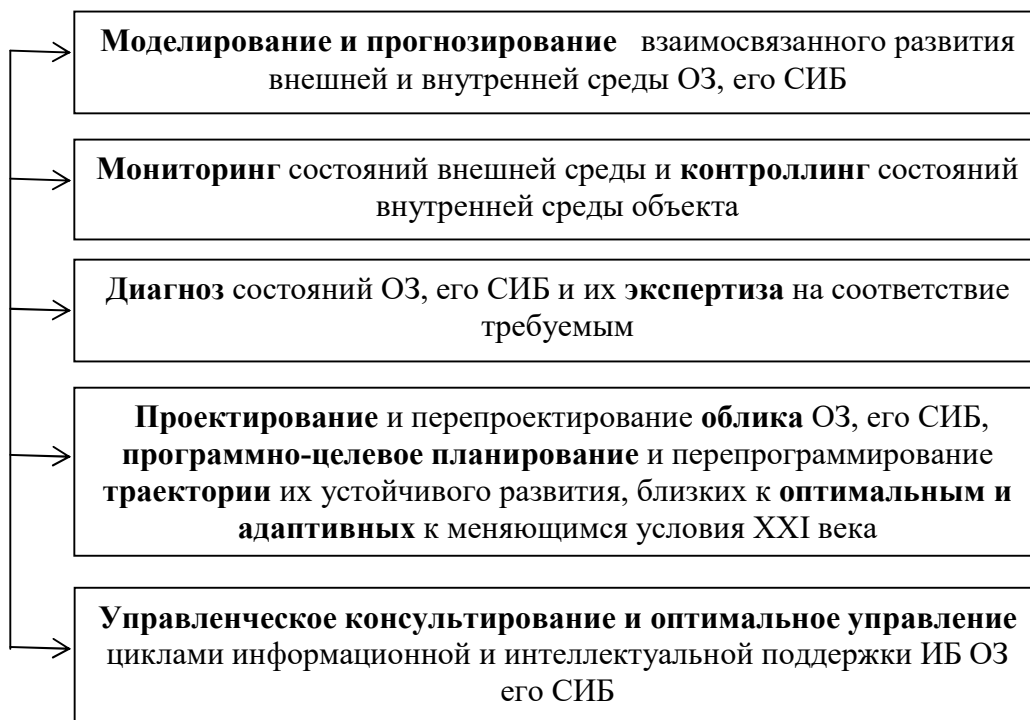 Моделирование и прогнозирование взаимосвязанного развития
внешней и внутренней среды ОЗ, его СИБ
Мониторинг состояний внешней среды и контроллинг состояний
внутренней среды объекта
Диагноз состояний ОЗ, его СИБ и их экспертиза на соответствие
требуемым
Проектирование и перепроектирование облика ОЗ, его СИБ,
программно-целевое планирование и перепрограммирование
траектории их устойчивого развития, близких к оптимальным и
адаптивных к меняющимся условия XXI века
Управленческое консультирование и оптимальное управление
циклами информационной и интеллектуальной поддержки ИБ ОЗ
его СИБ